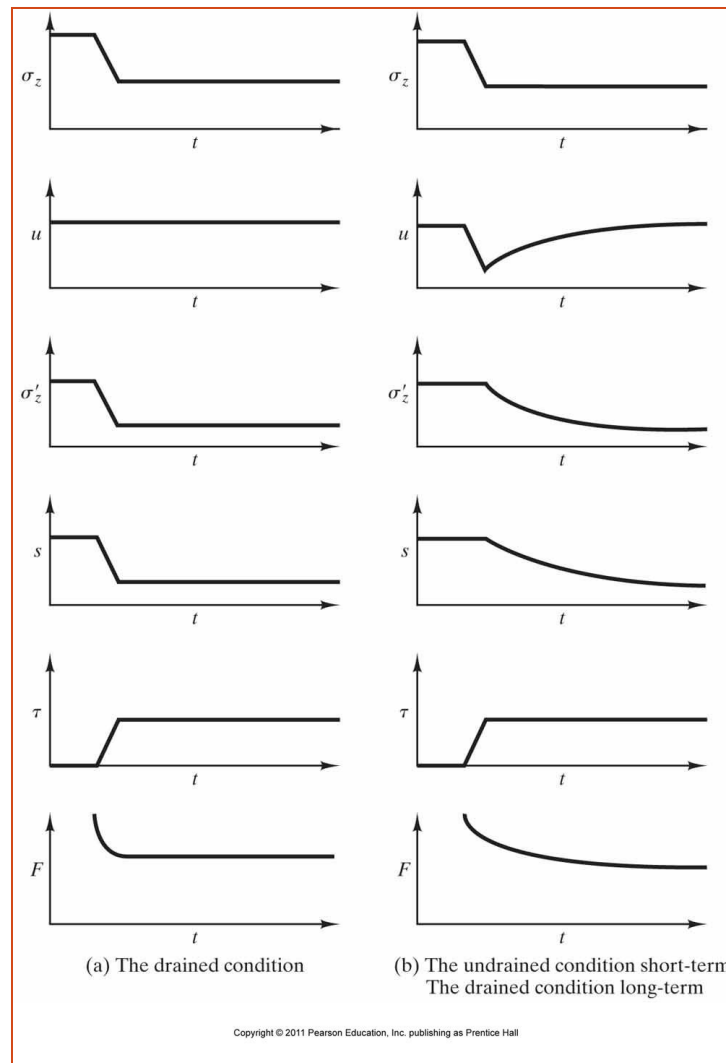 σz
t
σz
t
u
t
u
t
σ′z
t
σ′z
t
s
t
s
t
τ
t
τ
t
F
t
F
t
(a) The drained condition
(b) The undrained condition short-term
The drained condition long-term
Copyright © 2011 Pearson Education, Inc. publishing as Prentice Hall